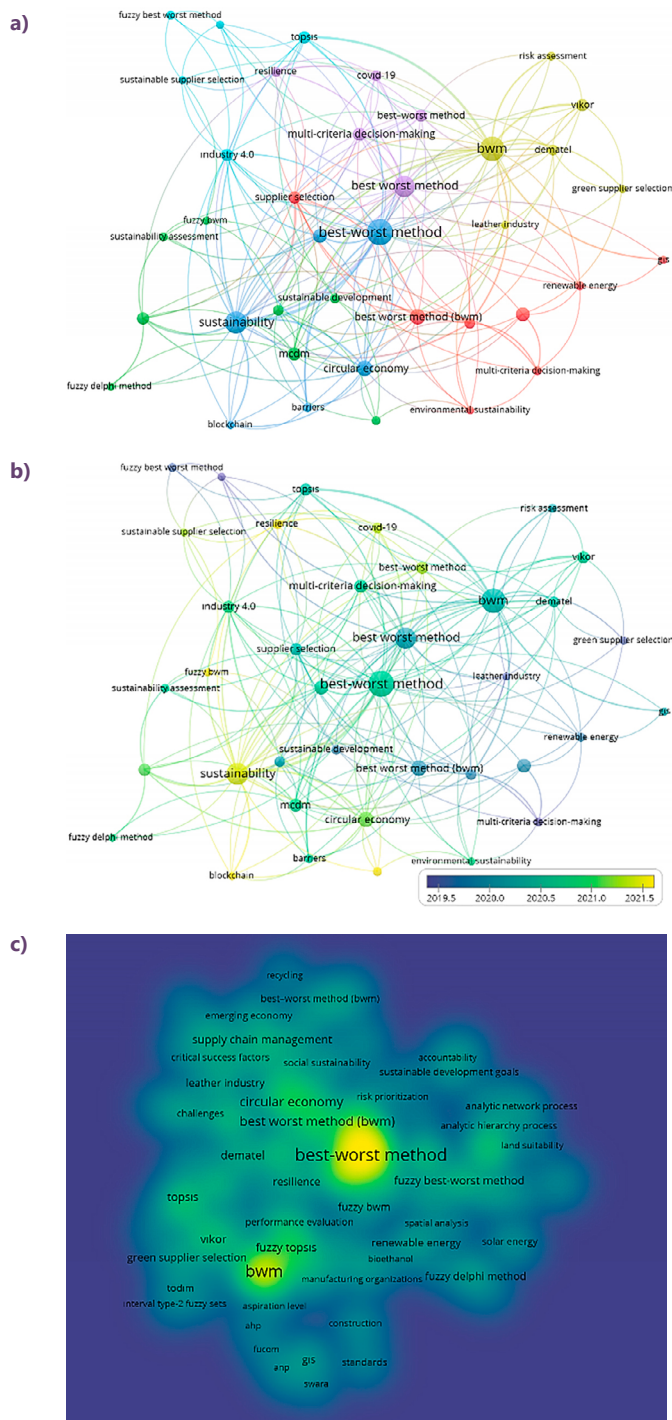 a)
fuzzy best worst method
topsis
resilience
covid-19
risk assessment
sustainable supplier selection
vikor
best-worst method
multi-criteria decision-making
bwm
dematel
industry 4.0
best worst method
green supplier selection
supplier selection
fuzzy bwm
leather industry
best-worst method
sustainability assessment
gis
renewable energy
sustainable development
best worst method (bwm)
sustainability
mcdm
circular economy
multi-criteria decision-making
fuzzy delphi method
barriers
environmental sustainability
blockchain
b)
fuzzy best worst method
topsis
risk assessment
resilience
covid-19
sustainable supplier selection
vikor
best-worst method
multi-criteria decision-making
bwm
dematel
industry 4.0
best worst method
green supplier selection
supplier selection
fuzzy bwm
leather industry
best-worst method
sustainability assessment
gis
renewable energy
sustainable development
best worst method (bwm)
sustainability
mcdm
circular economy
multi-criteria decision-making
fuzzy delphi method
barriers
environmental sustainability
blockchain
2019.5 2020.0 2020.5 2021.0 2021.5
c)
recycling
best-worst method (bwm)
emerging economy
supply chain management
critical success factors
social sustainability
accountability
sustainable development goals
leather industry
circular economy
risk prioritization
analytic network process
challenges
best worst method (bwm)
analytic hierarchy process
land suitability
dematel
best-worst method
resilience
fuzzy best-worst method
topsis
fuzzy bwm
performance evaluation
spatial analysis
vikor
fuzzy topsis
renewable energy
solar energy
green supplier selection
bioethanol
bwm
manufacturing organizations
fuzzy delphi method
todim
interval type-2 fuzzy sets
aspiration level
ahp
construction
fucom
gis
standards
anp
swara